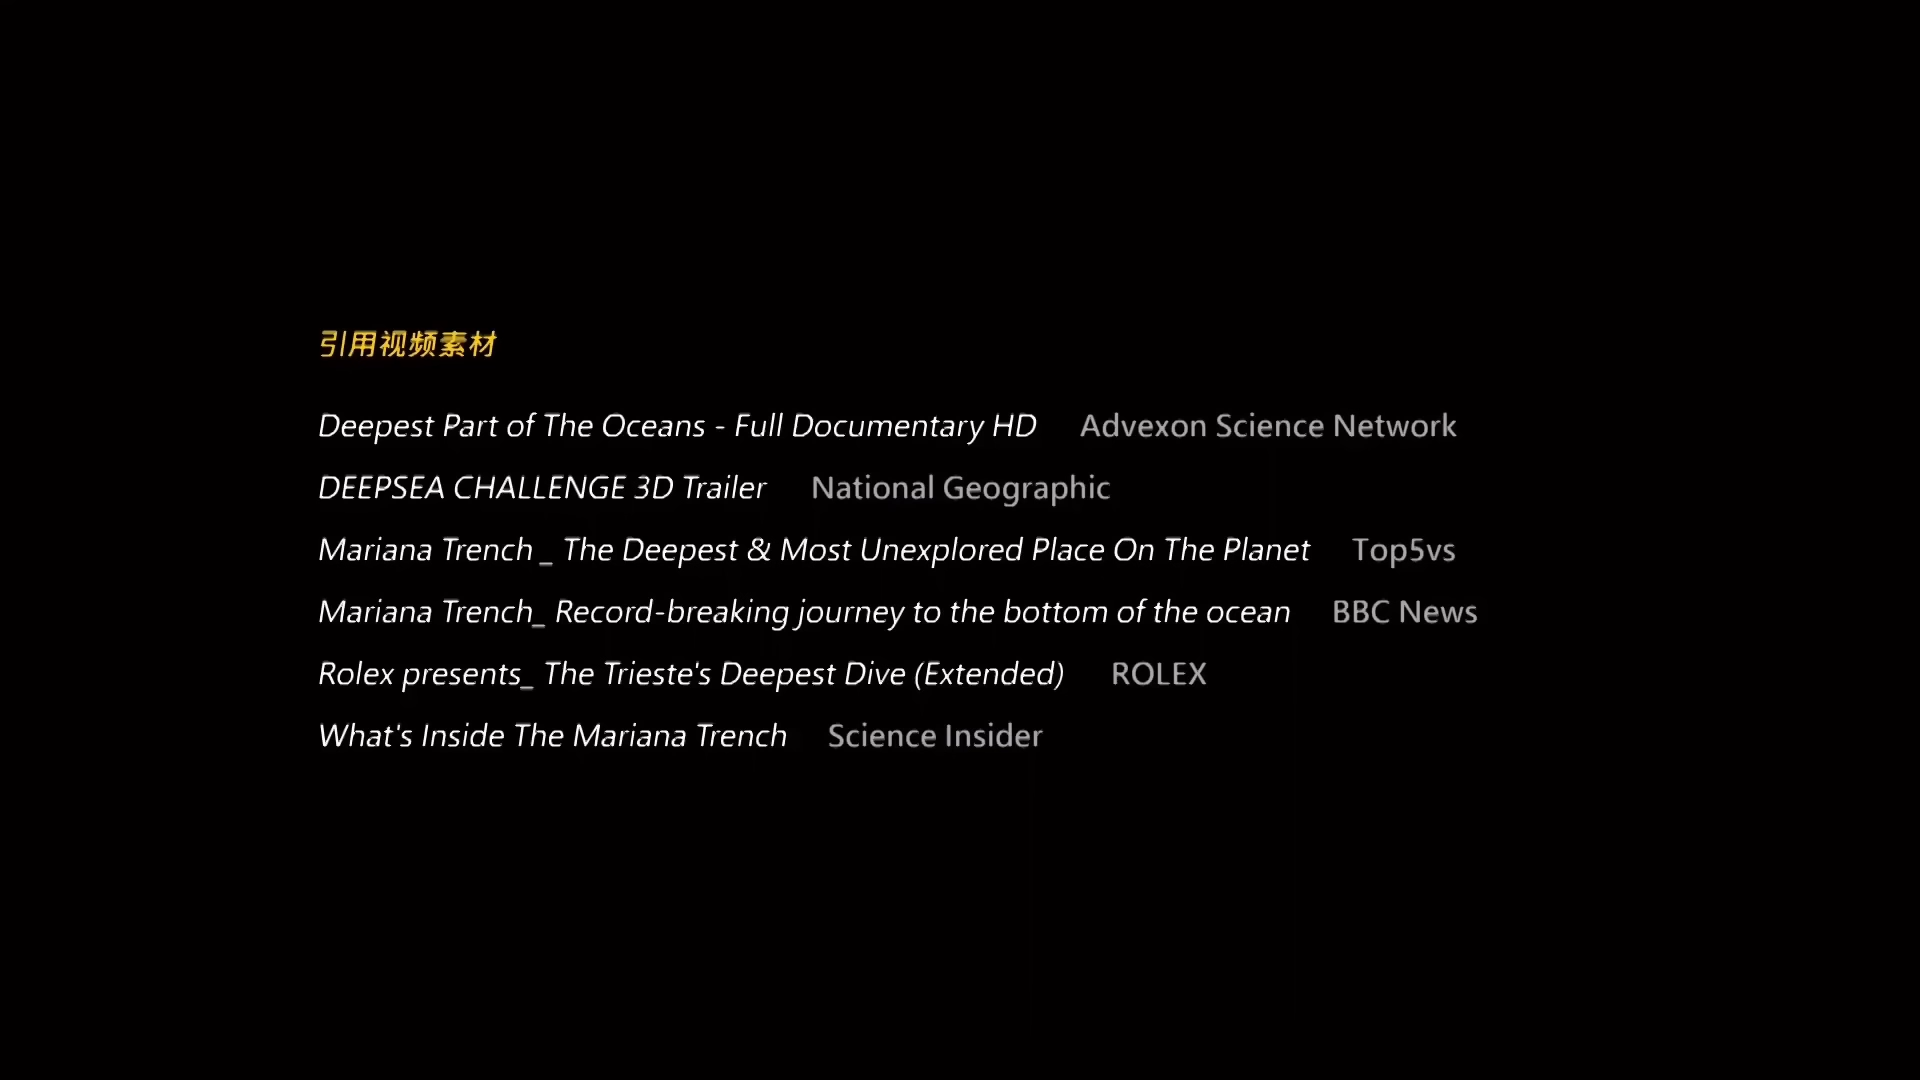 引用视频素材
Deepest Part of The Oceans - Full Documentary HD Advexon Science Network
DEEPSEA CHALLENGE 3D Trailer National Geographic
Mariana Trench _ The Deepest & Most Unexplored Place On The Planet Top5vs
Mariana Trench_ Record-breaking journey to the bottom of the ocean BBC News
Rolex presents_ The Trieste's Deepest Dive (Extended) ROLEX
What's Inside The Mariana Trench Science Insider